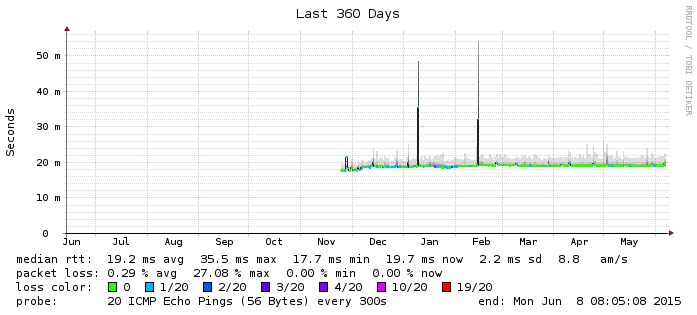 Last 360 Days
RRDTOOL / TOBI OETIKER
Seconds
50 m
40 m
30 m
20 m
10 m
0
Jun Jul Aug Sep Oct Nov Dec Jan Feb Mar Apr May
median rtt: 19.2 ms avg 35.5 ms max 17.7 ms min 19.7 ms now 2.2 ms sd 8.8 am/s
packet loss: 0.29 % avg 27.08 % max 0.00 % min 0.00 % now
loss color: 0 1/20 2/20 3/20 4/20 10/20 19/20
probe: 20 ICMP Echo Pings (56 Bytes) every 300s end: Mon Jun 8 08:05:08 2015